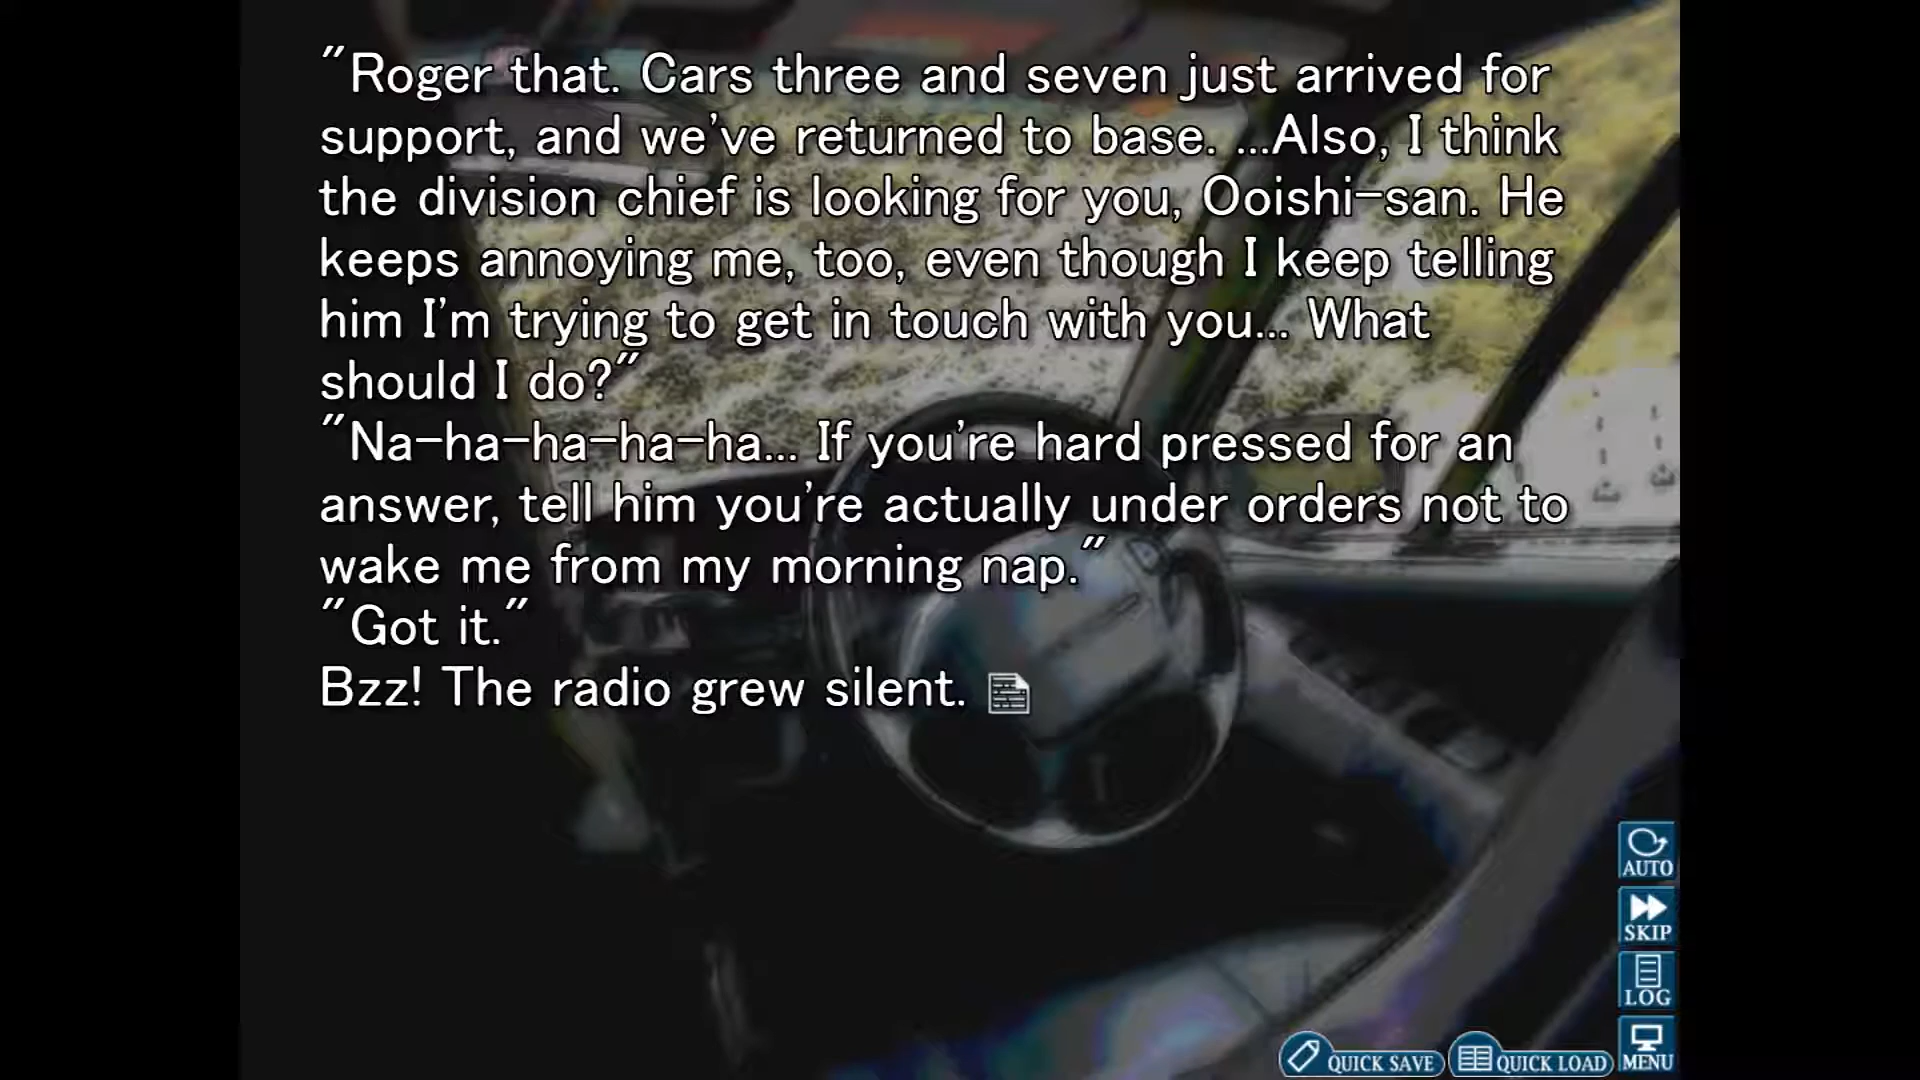 "Roger that. Cars three and seven just arrived for
support, and we've returned to base. ...Also, I think
the division chief is looking for you, Ooishi-san. He
keeps annoying me, too, even though I keep telling
him I'm trying to get in touch with you... What
should I do?"
"Na-ha-ha-ha-ha... If you're hard pressed for an
answer, tell him you're actually under orders not to
wake me from my morning nap."
"Got it."
Bzz! The radio grew silent.
AUTO
SKIP
LOG
MENU
QUICK SAVE
QUICK LOAD